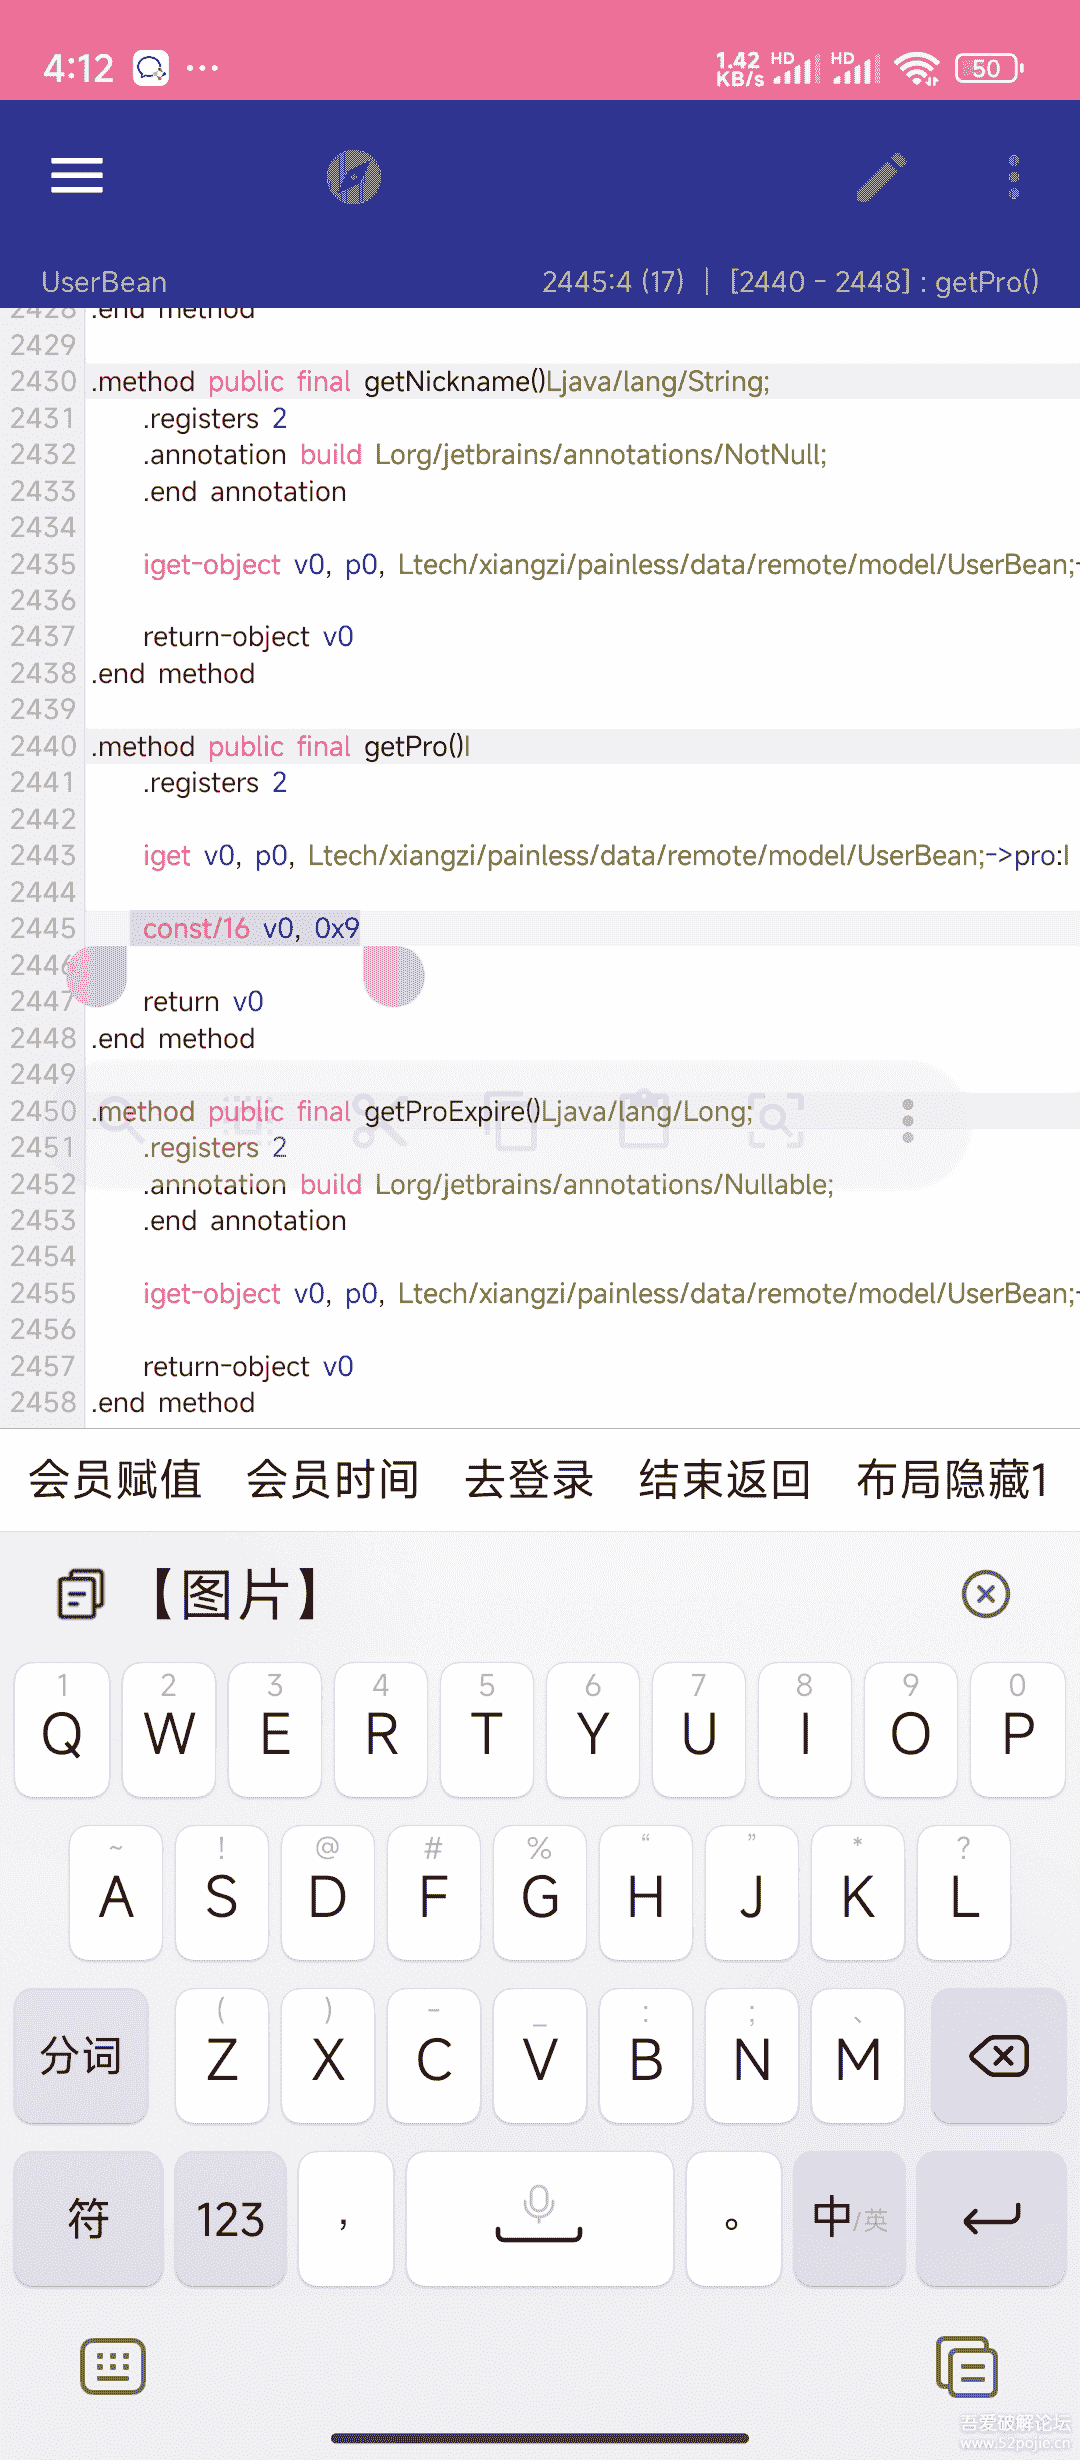 4:12 ... 1.42 KB/s HD HD 50
UserBean 2445:4 (17) | [2440 - 2448] : getPro()
2428 .end method
2429
2430 .method public final getNickname()Ljava/lang/String;
2431 .registers 2
2432 .annotation build Lorg/jetbrains/annotations/NotNull;
2433 .end annotation
2434
2435 iget-object v0, p0, Ltech/xiangzi/painless/data/remote/model/UserBean;-
2436
2437 return-object v0
2438 .end method
2439
2440 .method public final getPro()I
2441 .registers 2
2442
2443 iget v0, p0, Ltech/xiangzi/painless/data/remote/model/UserBean;->pro:I
2444
2445 const/16 v0, 0x9
2446
2447 return v0
2448 .end method
2449
2450 .method public final getProExpire()Ljava/lang/Long;
2451 .registers 2
2452 .annotation build Lorg/jetbrains/annotations/Nullable;
2453 .end annotation
2454
2455 iget-object v0, p0, Ltech/xiangzi/painless/data/remote/model/UserBean;-
2456
2457 return-object v0
2458 .end method
会员赋值 会员时间 去登录 结束返回 布局隐藏1
【图片】
1 2 3 4 5 6 7 8 9 0
Q W E R T Y U I O P
~ ! @ # % “ ” * ?
A S D F G H J K L
( ) - _ : ; 、
分词 Z X C V B N M
符 123 , 。 中/英
吾爱破解论坛
www.52pojie.cn